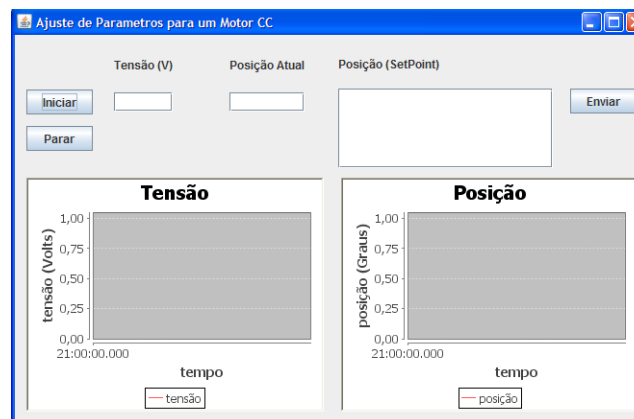 Ajuste de Parametros para um Motor CC
Tensão (V)
Posição Atual
Posição (SetPoint)
Iniciar
Enviar
Parar
Tensão
1,00
0,75
0,50
0,25
0,00
tensão (Volts)
21:00:00.000
tempo
tensão
Posição
1,00
0,75
0,50
0,25
0,00
posição (Graus)
21:00:00.000
tempo
posição